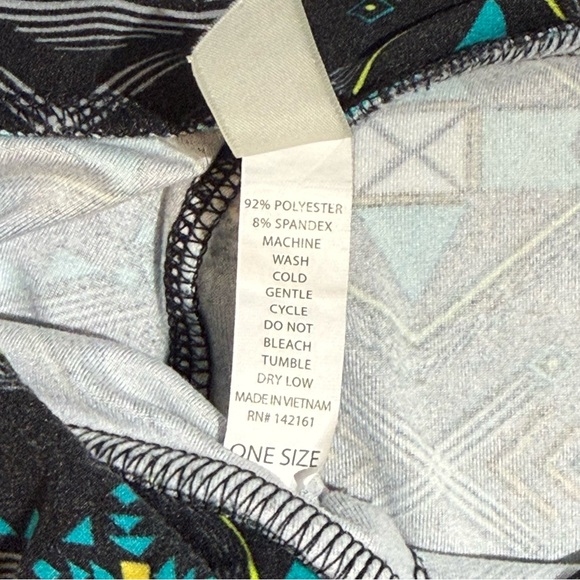 92% POLYESTER
8% SPANDEX
MACHINE
WASH
COLD
GENTLE
CYCLE
DO NOT
BLEACH
TUMBLE
DRY LOW
MADE IN VIETNAM
RN# 142161
ONE SIZE